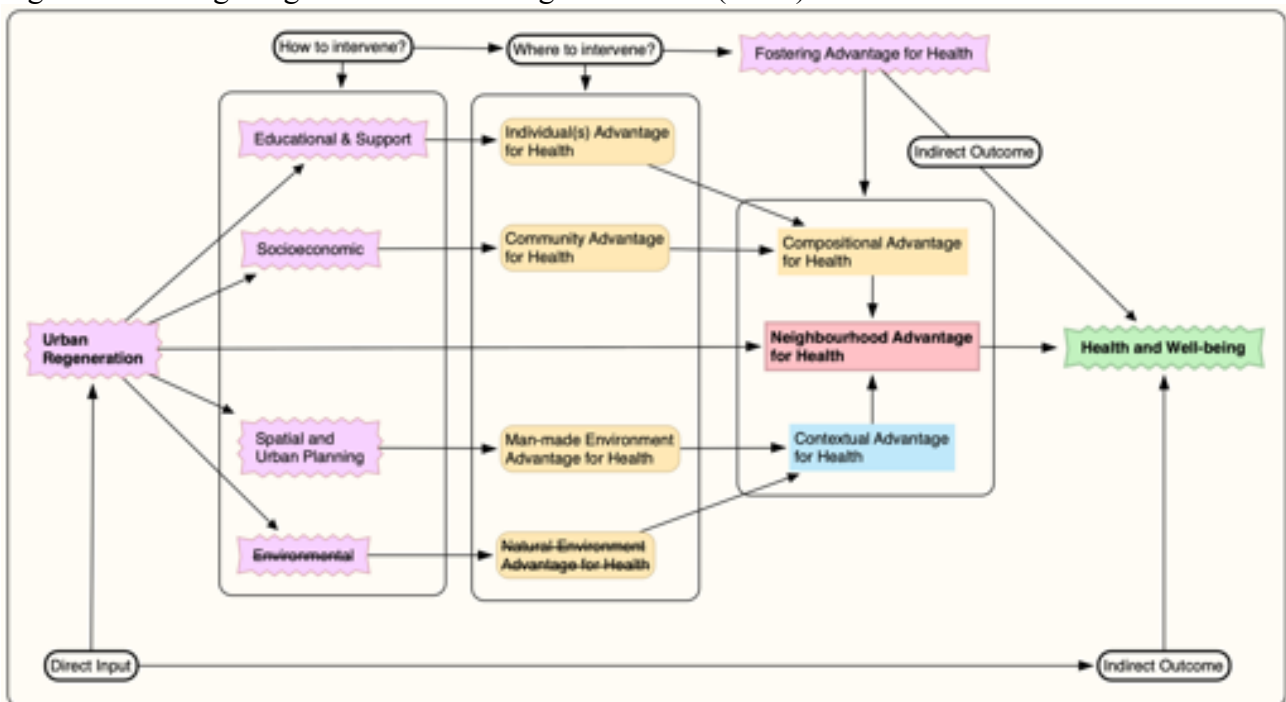 How to intervene?
Where to intervene?
Fostering Advantage for Health
Educational & Support
Individual(s) Advantage
for Health
Indirect Outcome
Socioeconomic
Community Advantage
for Health
Compositional Advantage
for Health
Urban
Regeneration
Neighbourhood Advantage
for Health
Health and Well-being
Spatial and
Urban Planning
Man-made Environment
Advantage for Health
Contextual Advantage
for Health
Environmental
Natural Environment
Advantage for Health
Direct Input
Indirect Outcome